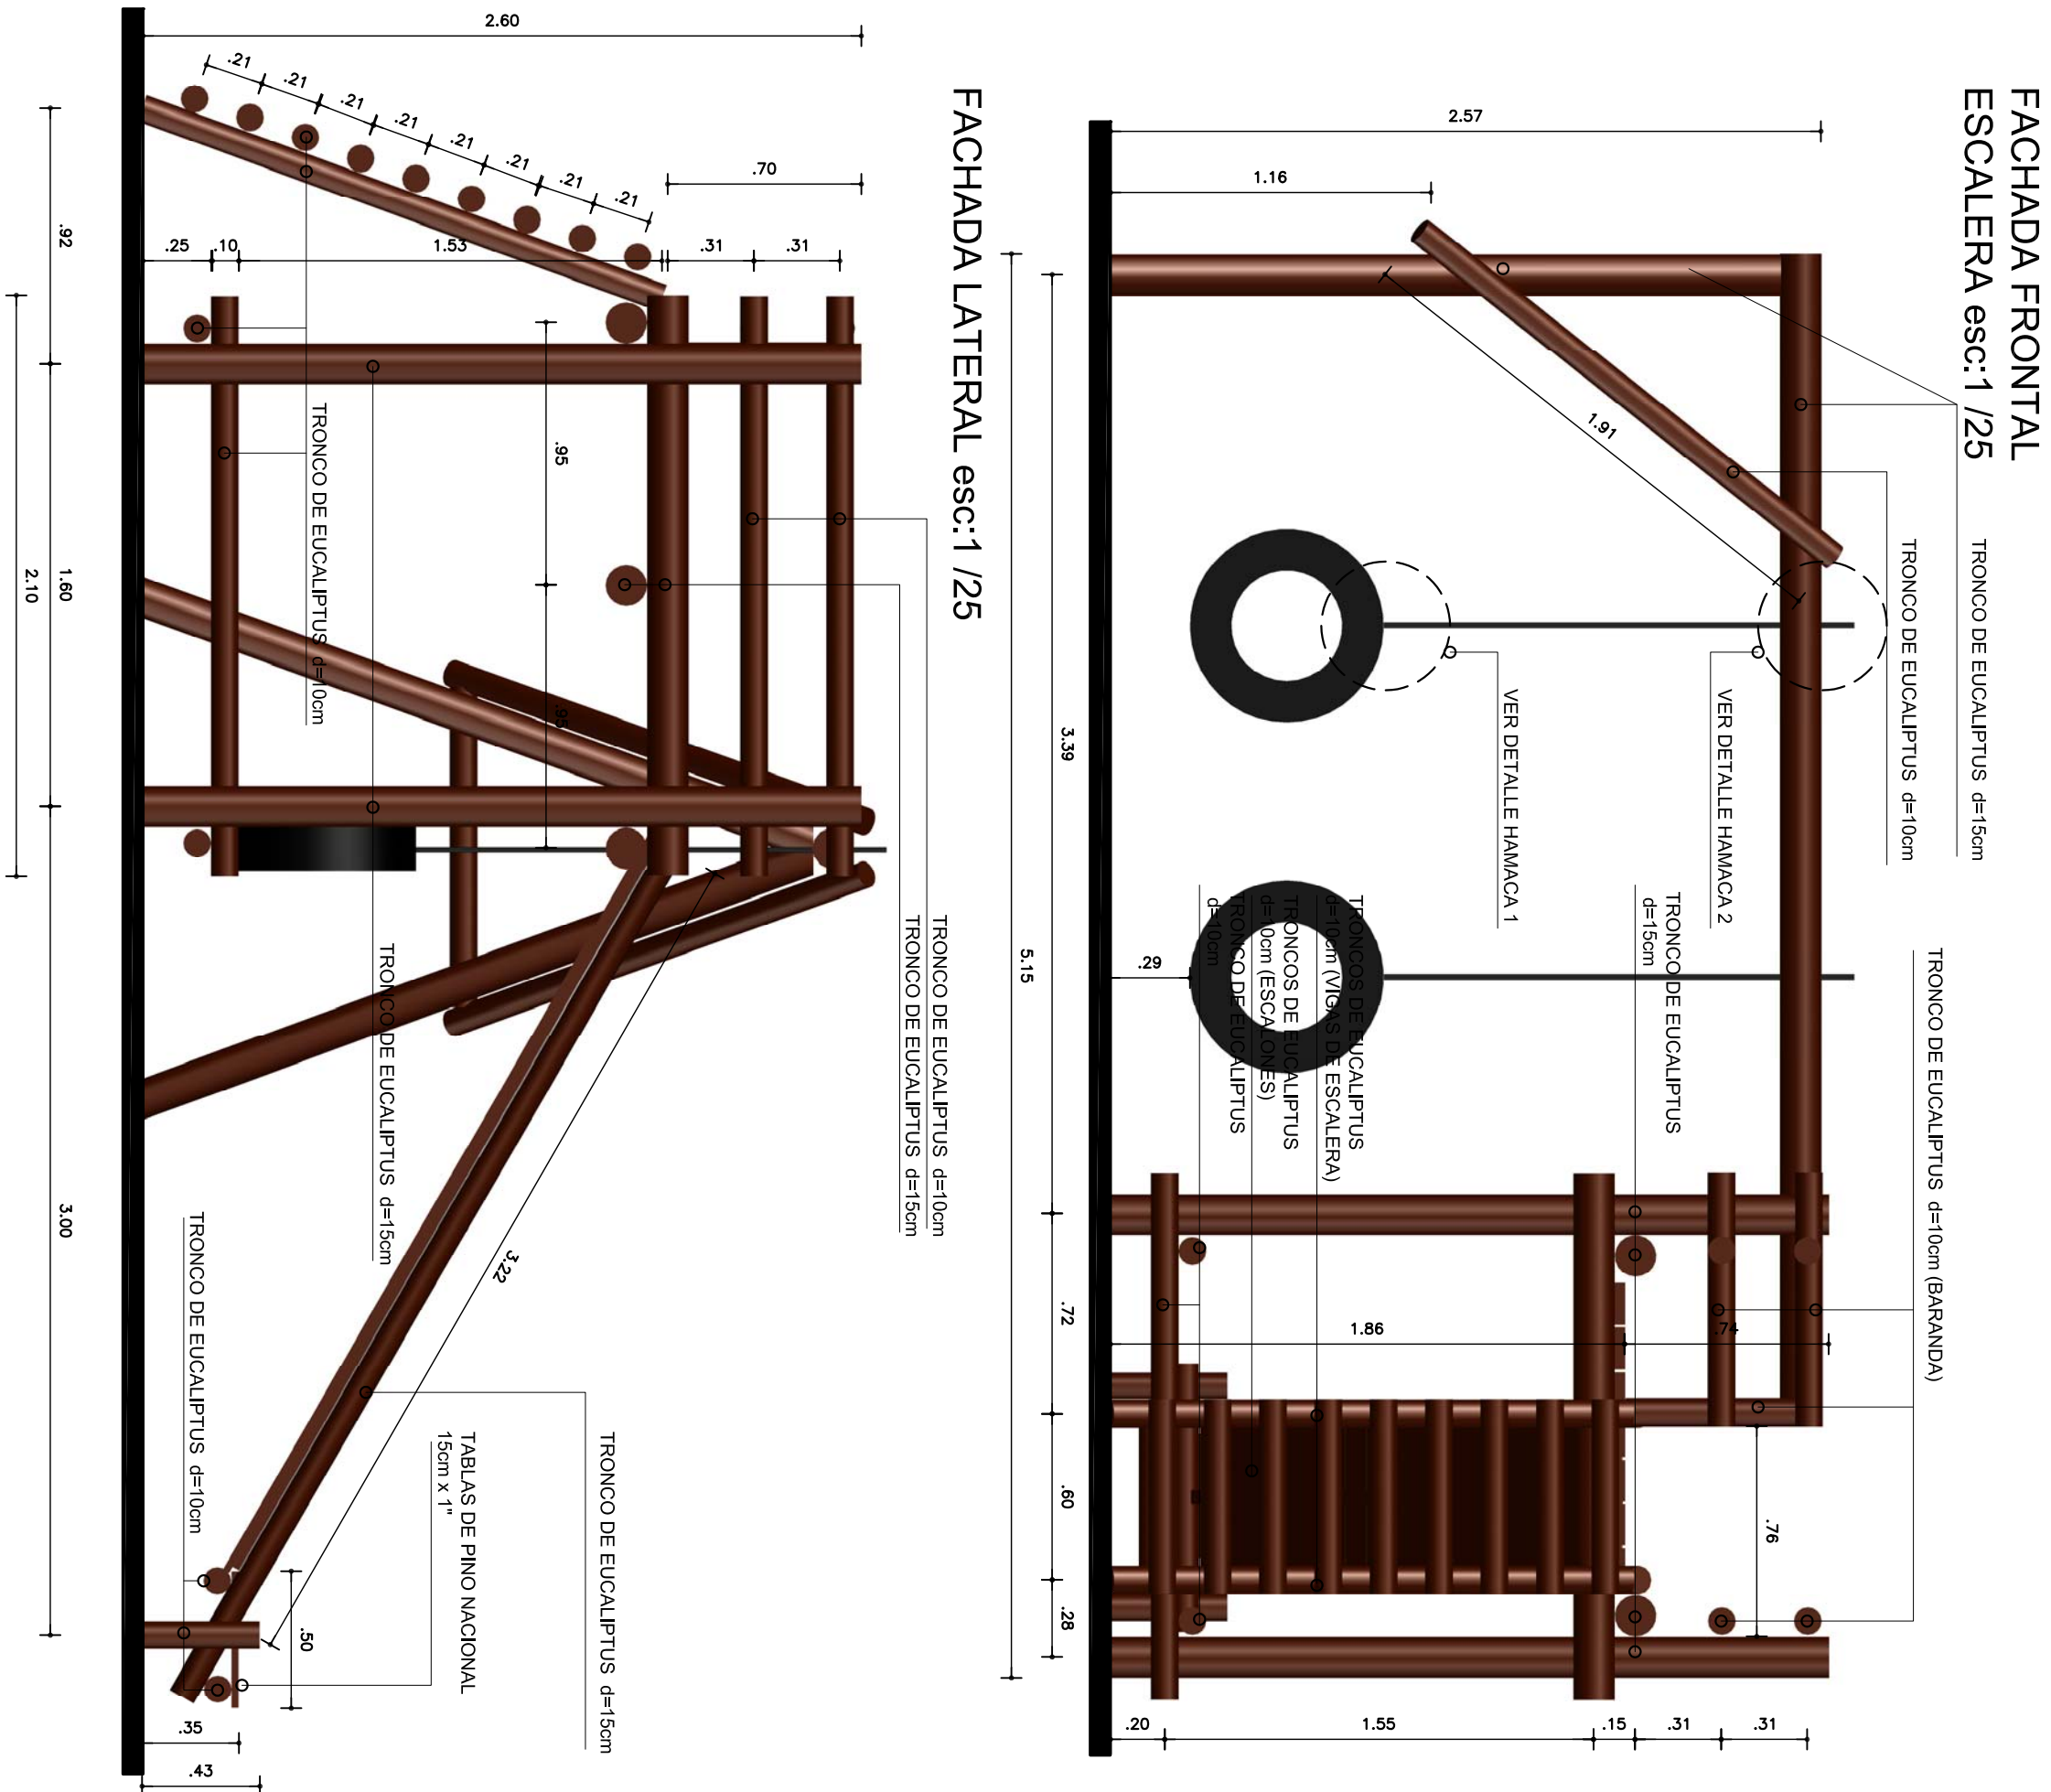 FACHADA FRONTAL
ESCALERA esc:1 /25
2.57
1.16
1.91
TRONCO DE EUCALIPTUS d=15cm
TRONCO DE EUCALIPTUS d=10cm
VER DETALLE HAMACA 2
VER DETALLE HAMACA 1
TRONCO DE EUCALIPTUS d=10cm (BARANDA)
TRONCO DE EUCALIPTUS
d=15cm
TRONCOS DE EUCALIPTUS
d=10cm (VIGAS DE ESCALERA)
TRONCOS DE EUCALIPTUS
d=10cm (ESCALONES)
TRONCO DE EUCALIPTUS
d=10cm
.29
3.39
.72
.60
.28
5.15
1.86
.74
.76
.20
1.55
.15
.31
.31
FACHADA LATERAL esc:1 /25
2.60
.21
.21
.21
.21
.21
.21
.21
.21
.70
.25
.10
1.53
.31
.31
.92
1.60
3.00
2.10
.95
.95
TRONCO DE EUCALIPTUS d=10cm
TRONCO DE EUCALIPTUS d=10cm
TRONCO DE EUCALIPTUS d=15cm
TRONCO DE EUCALIPTUS d=15cm
3.22
TRONCO DE EUCALIPTUS d=15cm
TABLAS DE PINO NACIONAL
15cm x 1"
TRONCO DE EUCALIPTUS d=10cm
.50
.35
.43